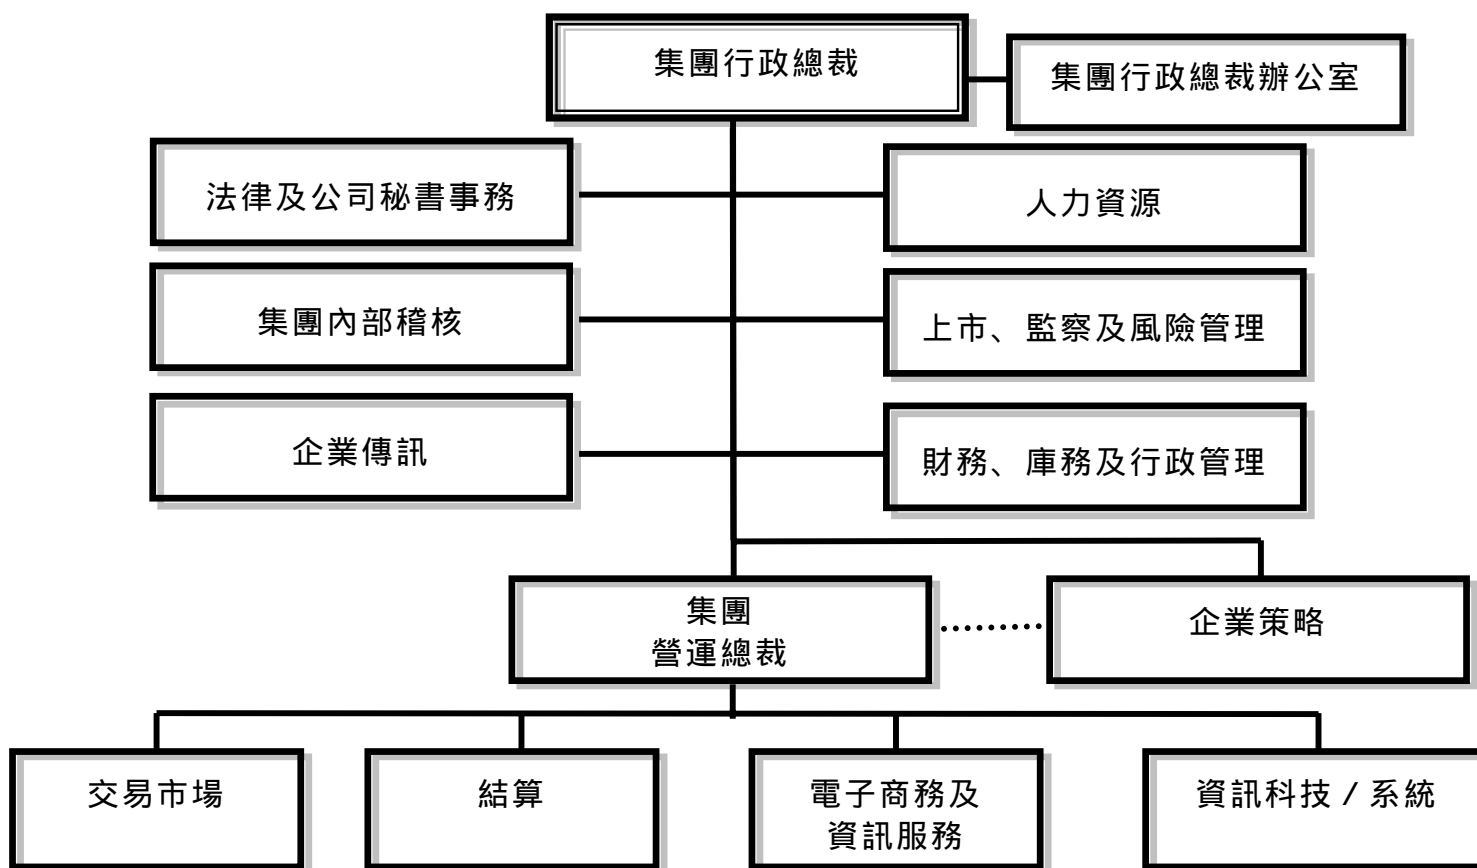 集團行政總裁
集團行政總裁辦公室
法律及公司秘書事務
人力資源
集團內部稽核
上市、監察及風險管理
企業傳訊
財務、庫務及行政管理
集團
營運總裁
企業策略
交易市場
結算
電子商務及
資訊服務
資訊科技 / 系統